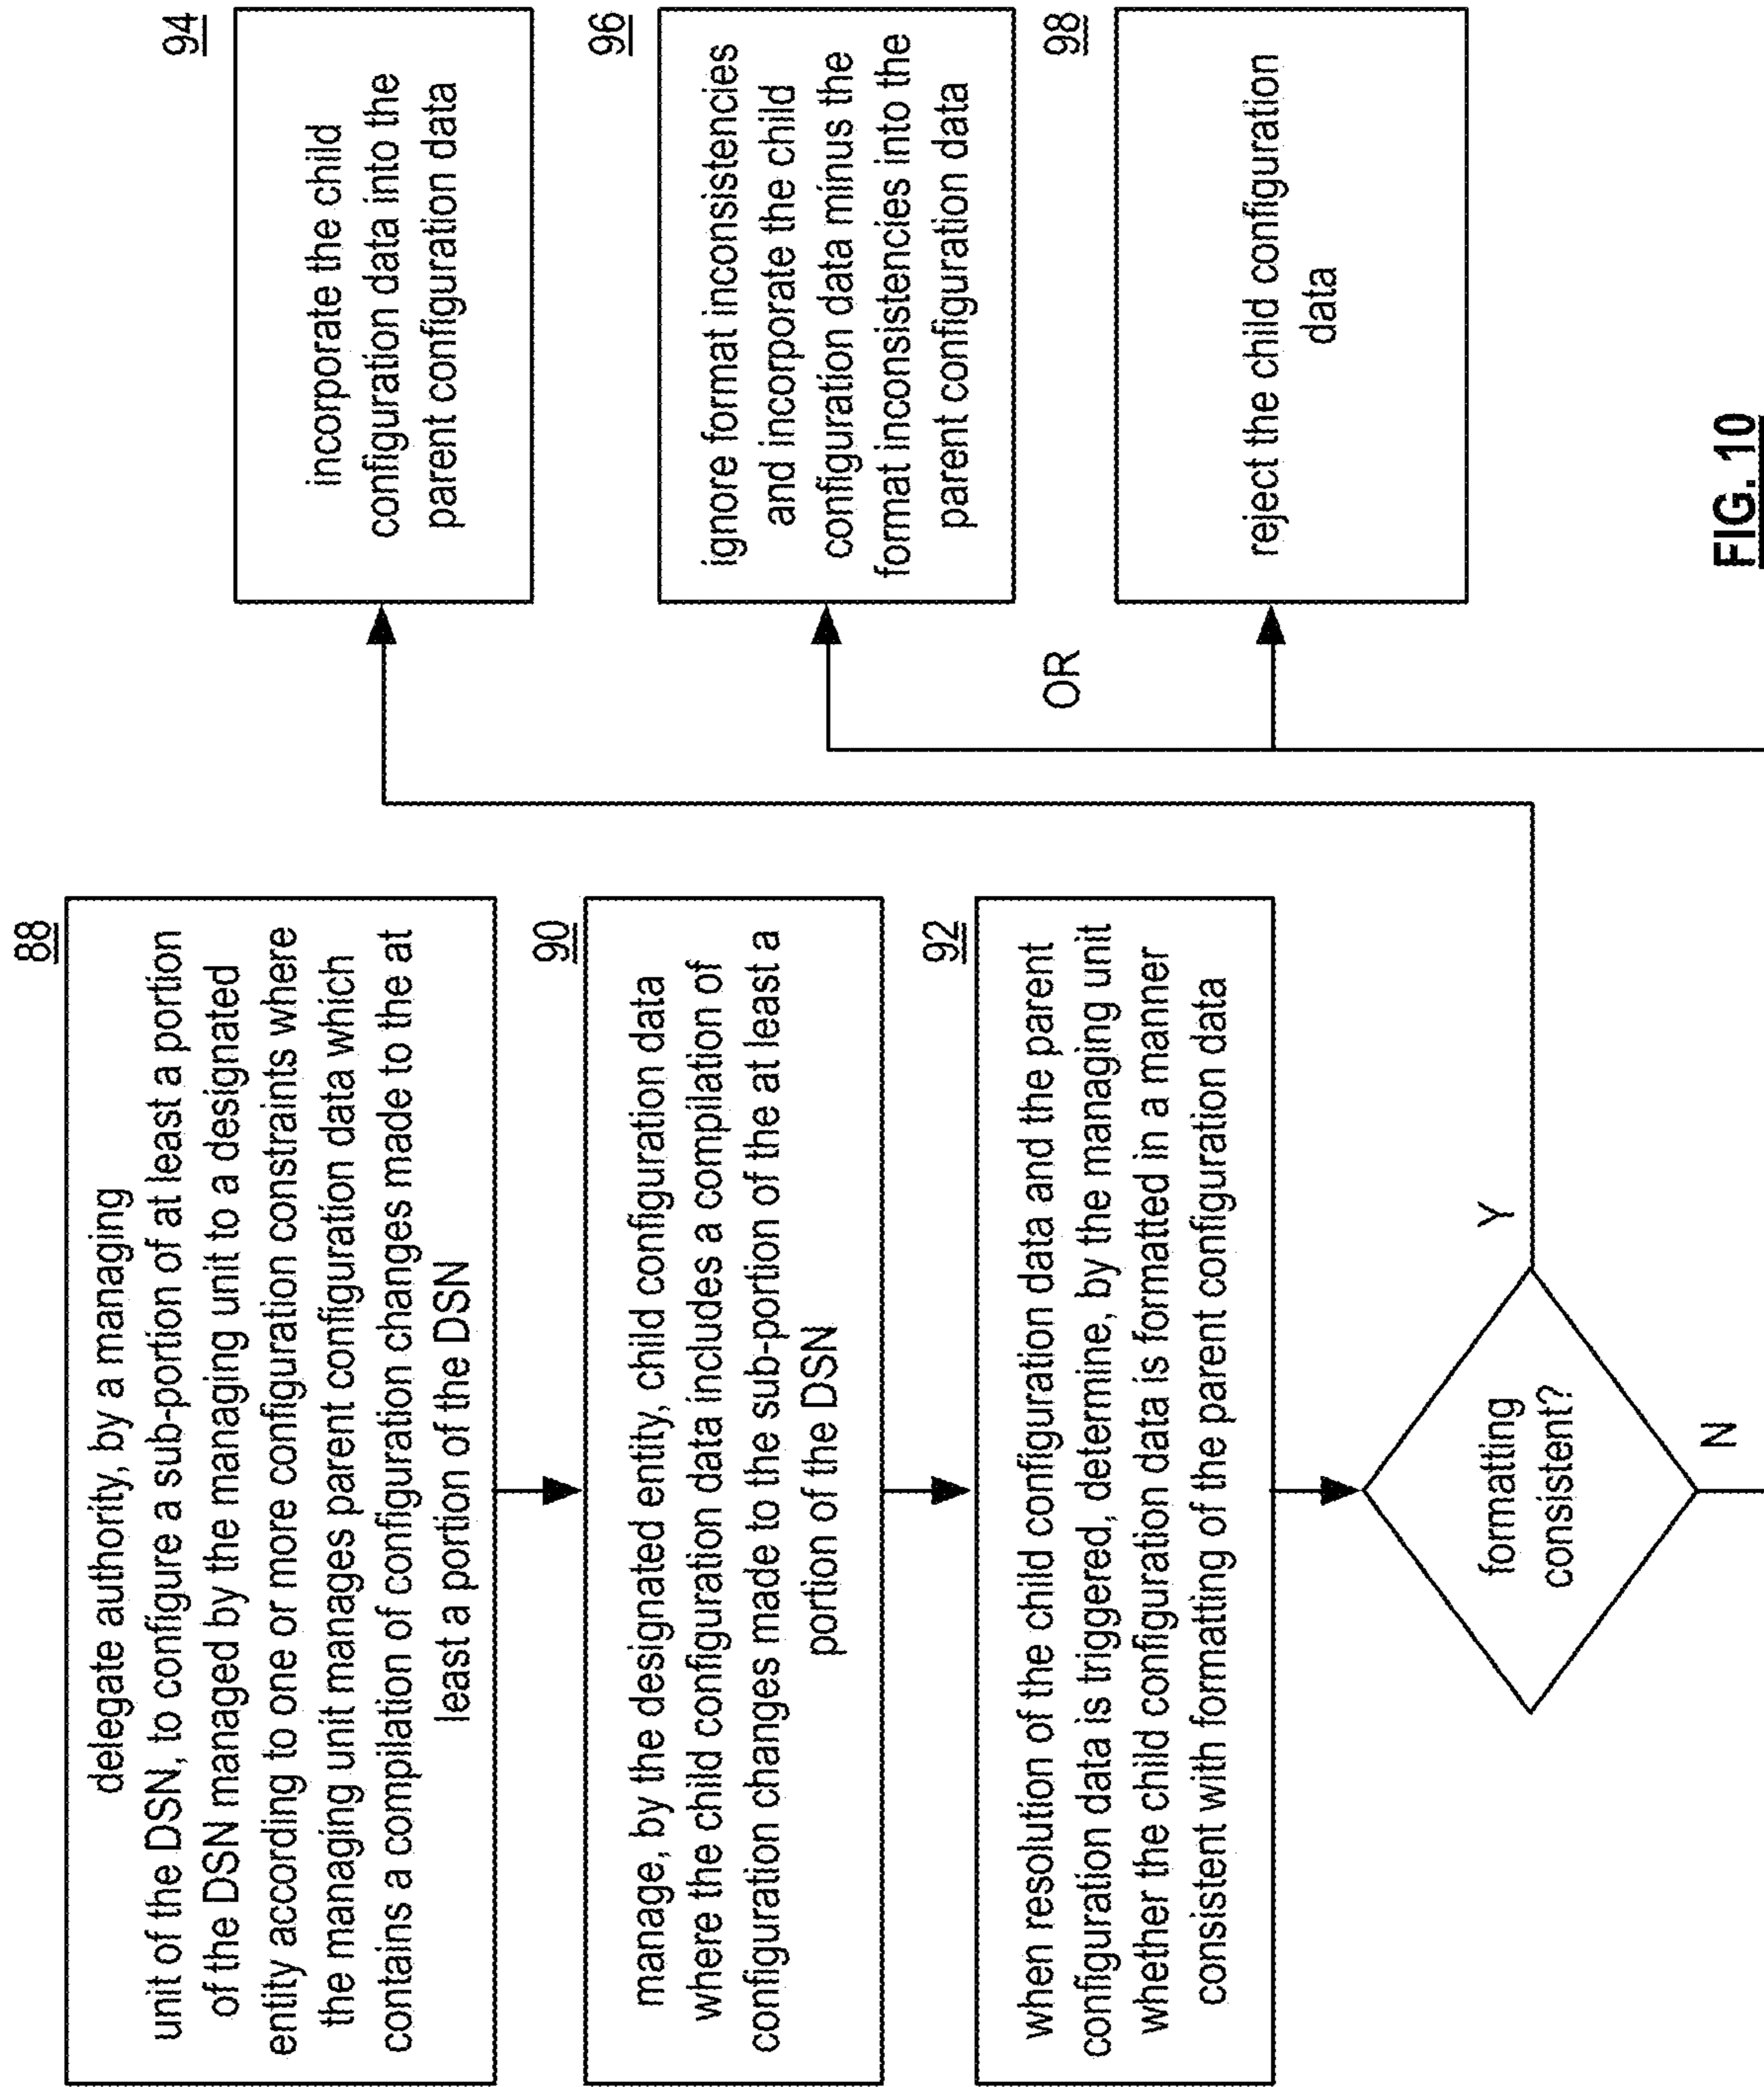 88
delegate authority, by a managing
unit of the DSN, to configure a sub-portion of at least a portion
of the DSN managed by the managing unit to a designated
entity according to one or more configuration constraints where
the managing unit manages parent configuration data which
contains a compilation of configuration changes made to the at
least a portion of the DSN
90
manage, by the designated entity, child configuration data
where the child configuration data includes a compilation of
configuration changes made to the sub-portion of the at least a
portion of the DSN
92
when resolution of the child configuration data and the parent
configuration data is triggered, determine, by the managing unit
whether the child configuration data is formatted in a manner
consistent with formatting of the parent configuration data
formatting
consistent?
Y
N
94
incorporate the child
configuration data into the
parent configuration data
96
ignore format inconsistencies
and incorporate the child
configuration data minus the
format inconsistencies into the
parent configuration data
OR
98
reject the child configuration
data
FIG. 10